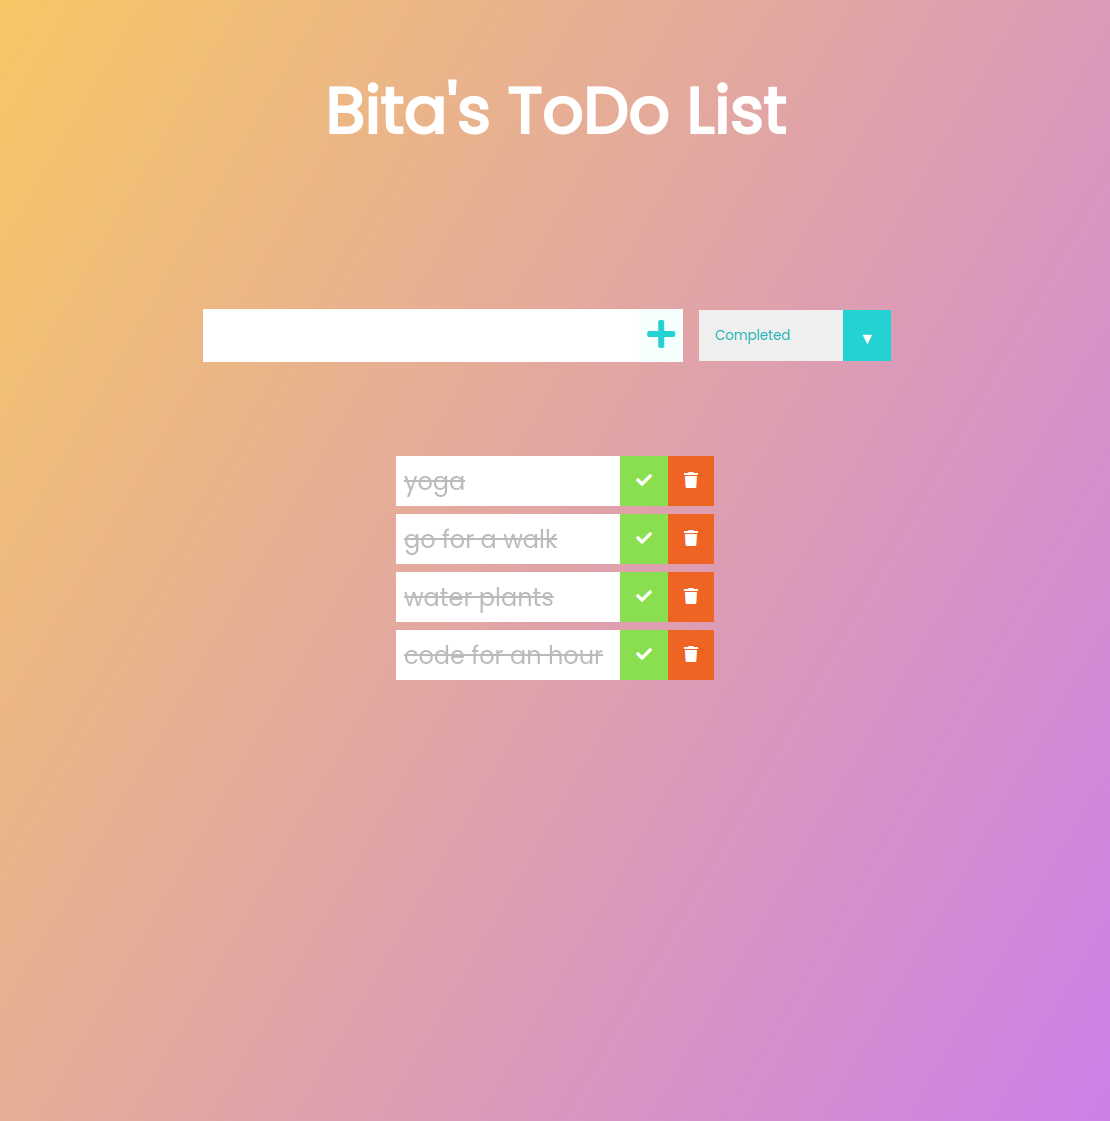 Bita's ToDo List
Completed
yoga
go for a walk
water plants
code for an hour